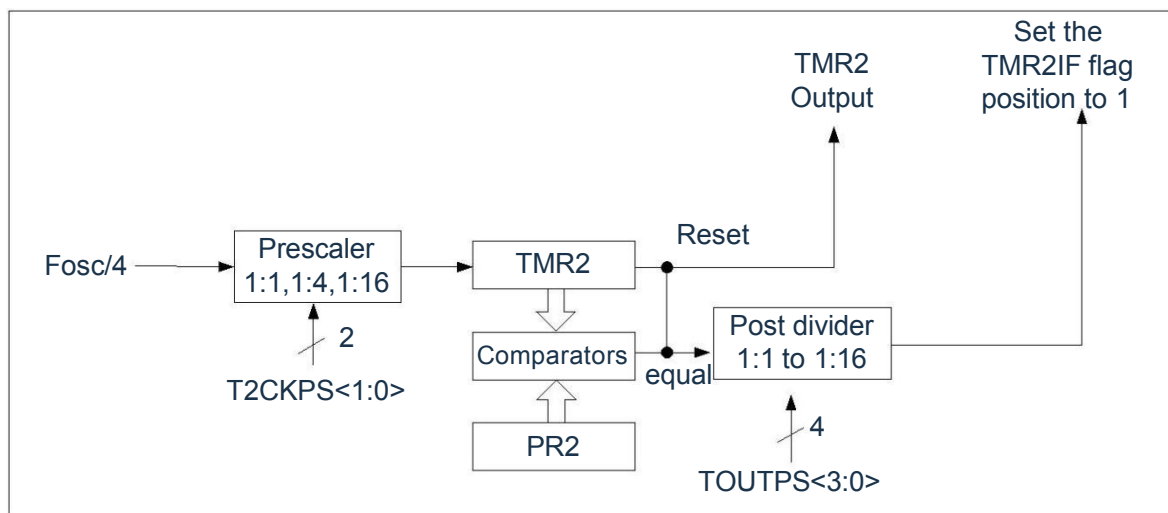 Set the
TMR2IF flag
position to 1
TMR2
Output
Reset
Fosc/4
Prescaler
1:1,1:4,1:16
TMR2
2
T2CKPS<1:0>
Comparators
equal
Post divider
1:1 to 1:16
PR2
4
TOUTPS<3:0>